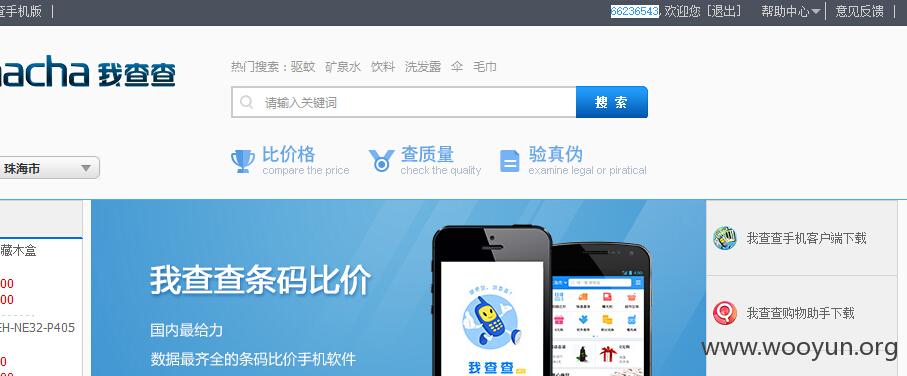 查手机版 |
66236543, 欢迎您 [退出] 帮助中心 | 意见反馈 |
acha 我查查
热门搜索：驱蚊 矿泉水 饮料 洗发露 伞 毛巾
请输入关键词 搜 索
珠海市
比价格 查质量 验真伪
compare the price check the quality examine legal or piratical
藏木盒
00
00
EH-NE32-P405
00
我查查条码比价
国内最给力
数据最齐全的条码比价手机软件
我查查
我查查手机客户端下载
我查查购物助手下载
www.wooyun.org